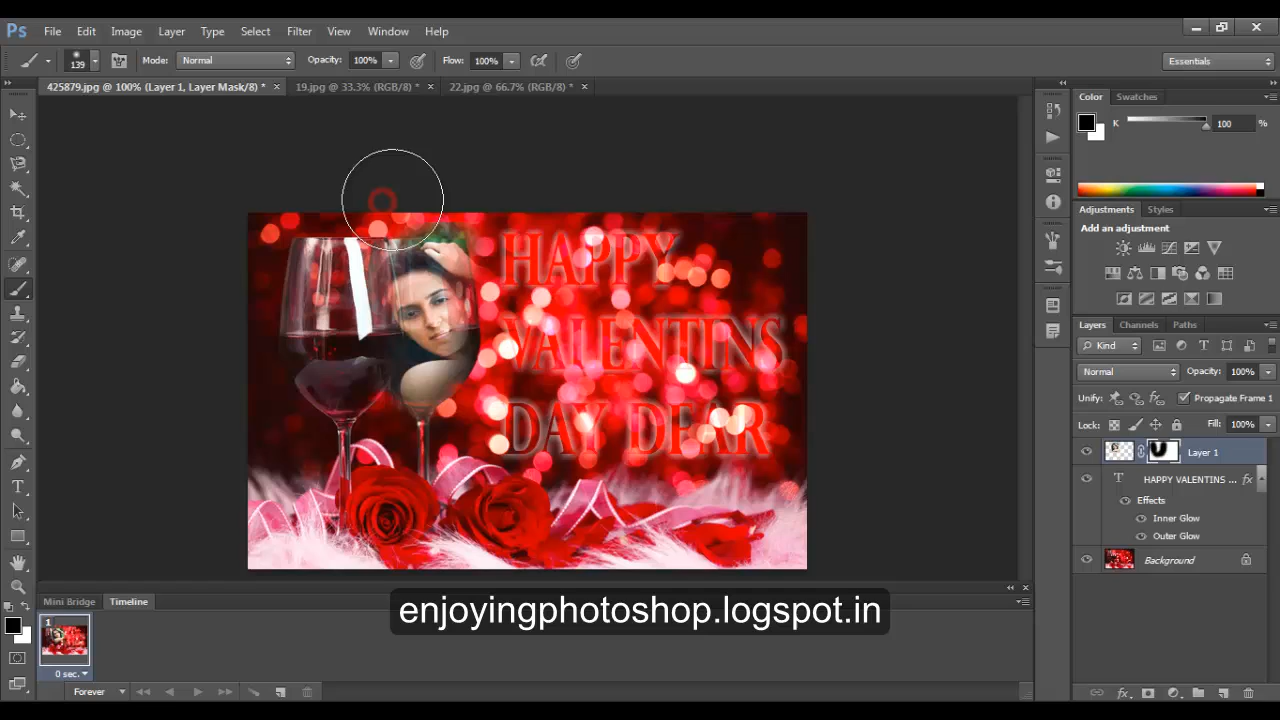 Ps File Edit Image Layer Type Select Filter View Window Help
139 Mode: Normal Opacity: 100% Flow: 100% Essentials
425879.jpg @ 100% (Layer 1, Layer Mask/8) * × 19.jpg @ 33.3% (RGB/8) * × 22.jpg @ 66.7% (RGB/8) * ×
Color Swatches
K 100 %
Adjustments Styles
Add an adjustment
HAPPY
VALENTINS
DAY DEAR
Layers Channels Paths
Kind
Normal Opacity: 100%
Unify: Propagate Frame 1
Lock: Fill: 100%
Layer 1
T HAPPY VALENTINS ... fx
Effects
Inner Glow
Outer Glow
Background
Mini Bridge Timeline
enjoyingphotoshop.logspot.in
1
0 sec.
Forever
fx